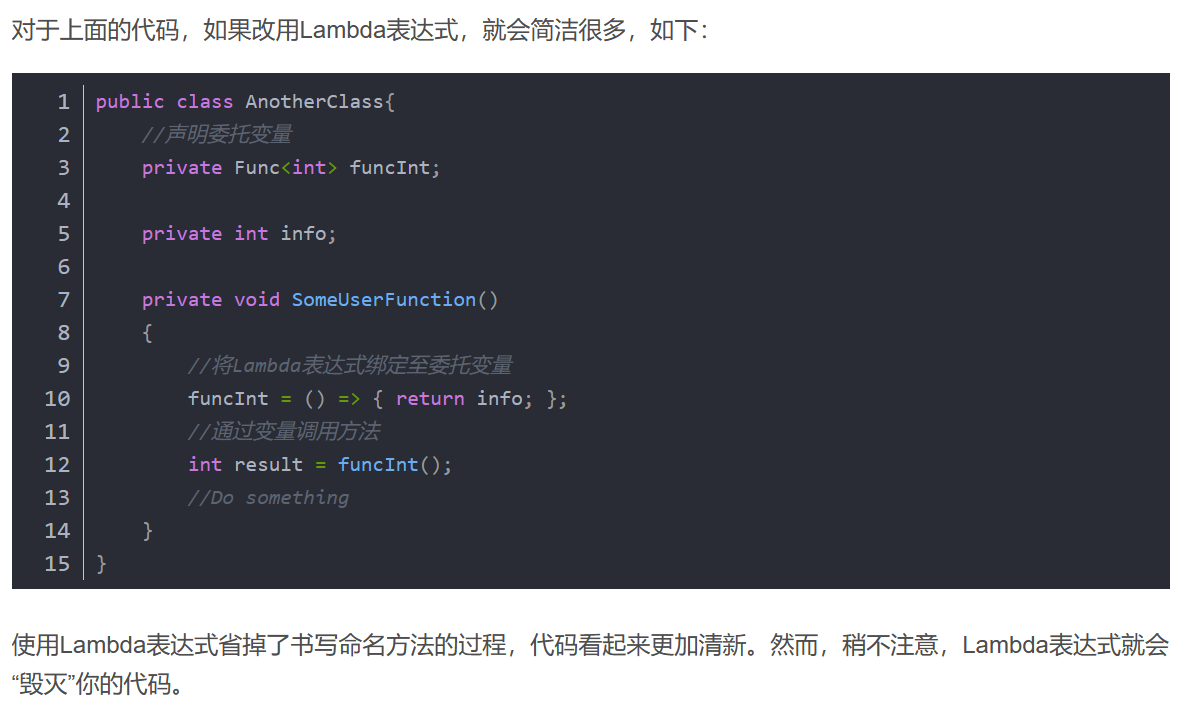 对于上面的代码，如果改用Lambda表达式，就会简洁很多，如下：
1 public class AnotherClass{
2     //声明委托变量
3     private Func<int> funcInt;
4
5     private int info;
6
7     private void SomeUserFunction()
8     {
9         //将Lambda表达式绑定至委托变量
10         funcInt = () => { return info; };
11         //通过变量调用方法
12         int result = funcInt();
13         //Do something
14     }
15 }
使用Lambda表达式省掉了书写命名方法的过程，代码看起来更加清新。然而，稍不注意，Lambda表达式就会
“毁灭”你的代码。